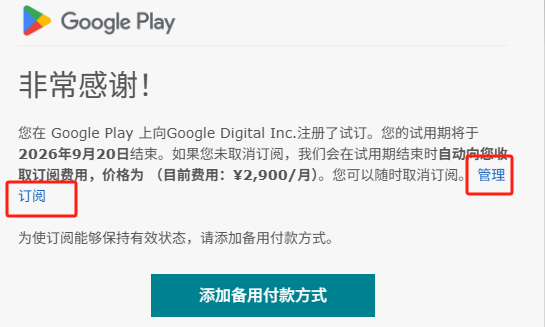 Google Play
非常感谢！
您在 Google Play 上向Google Digital Inc.注册了试订。您的试用期将于
2026年9月20日结束。如果您未取消订阅，我们会在试用期结束时自动向您收
取订阅费用，价格为 （目前费用：¥2,900/月）。您可以随时取消订阅。 管理
订阅
为使订阅能够保持有效状态，请添加备用付款方式。
添加备用付款方式